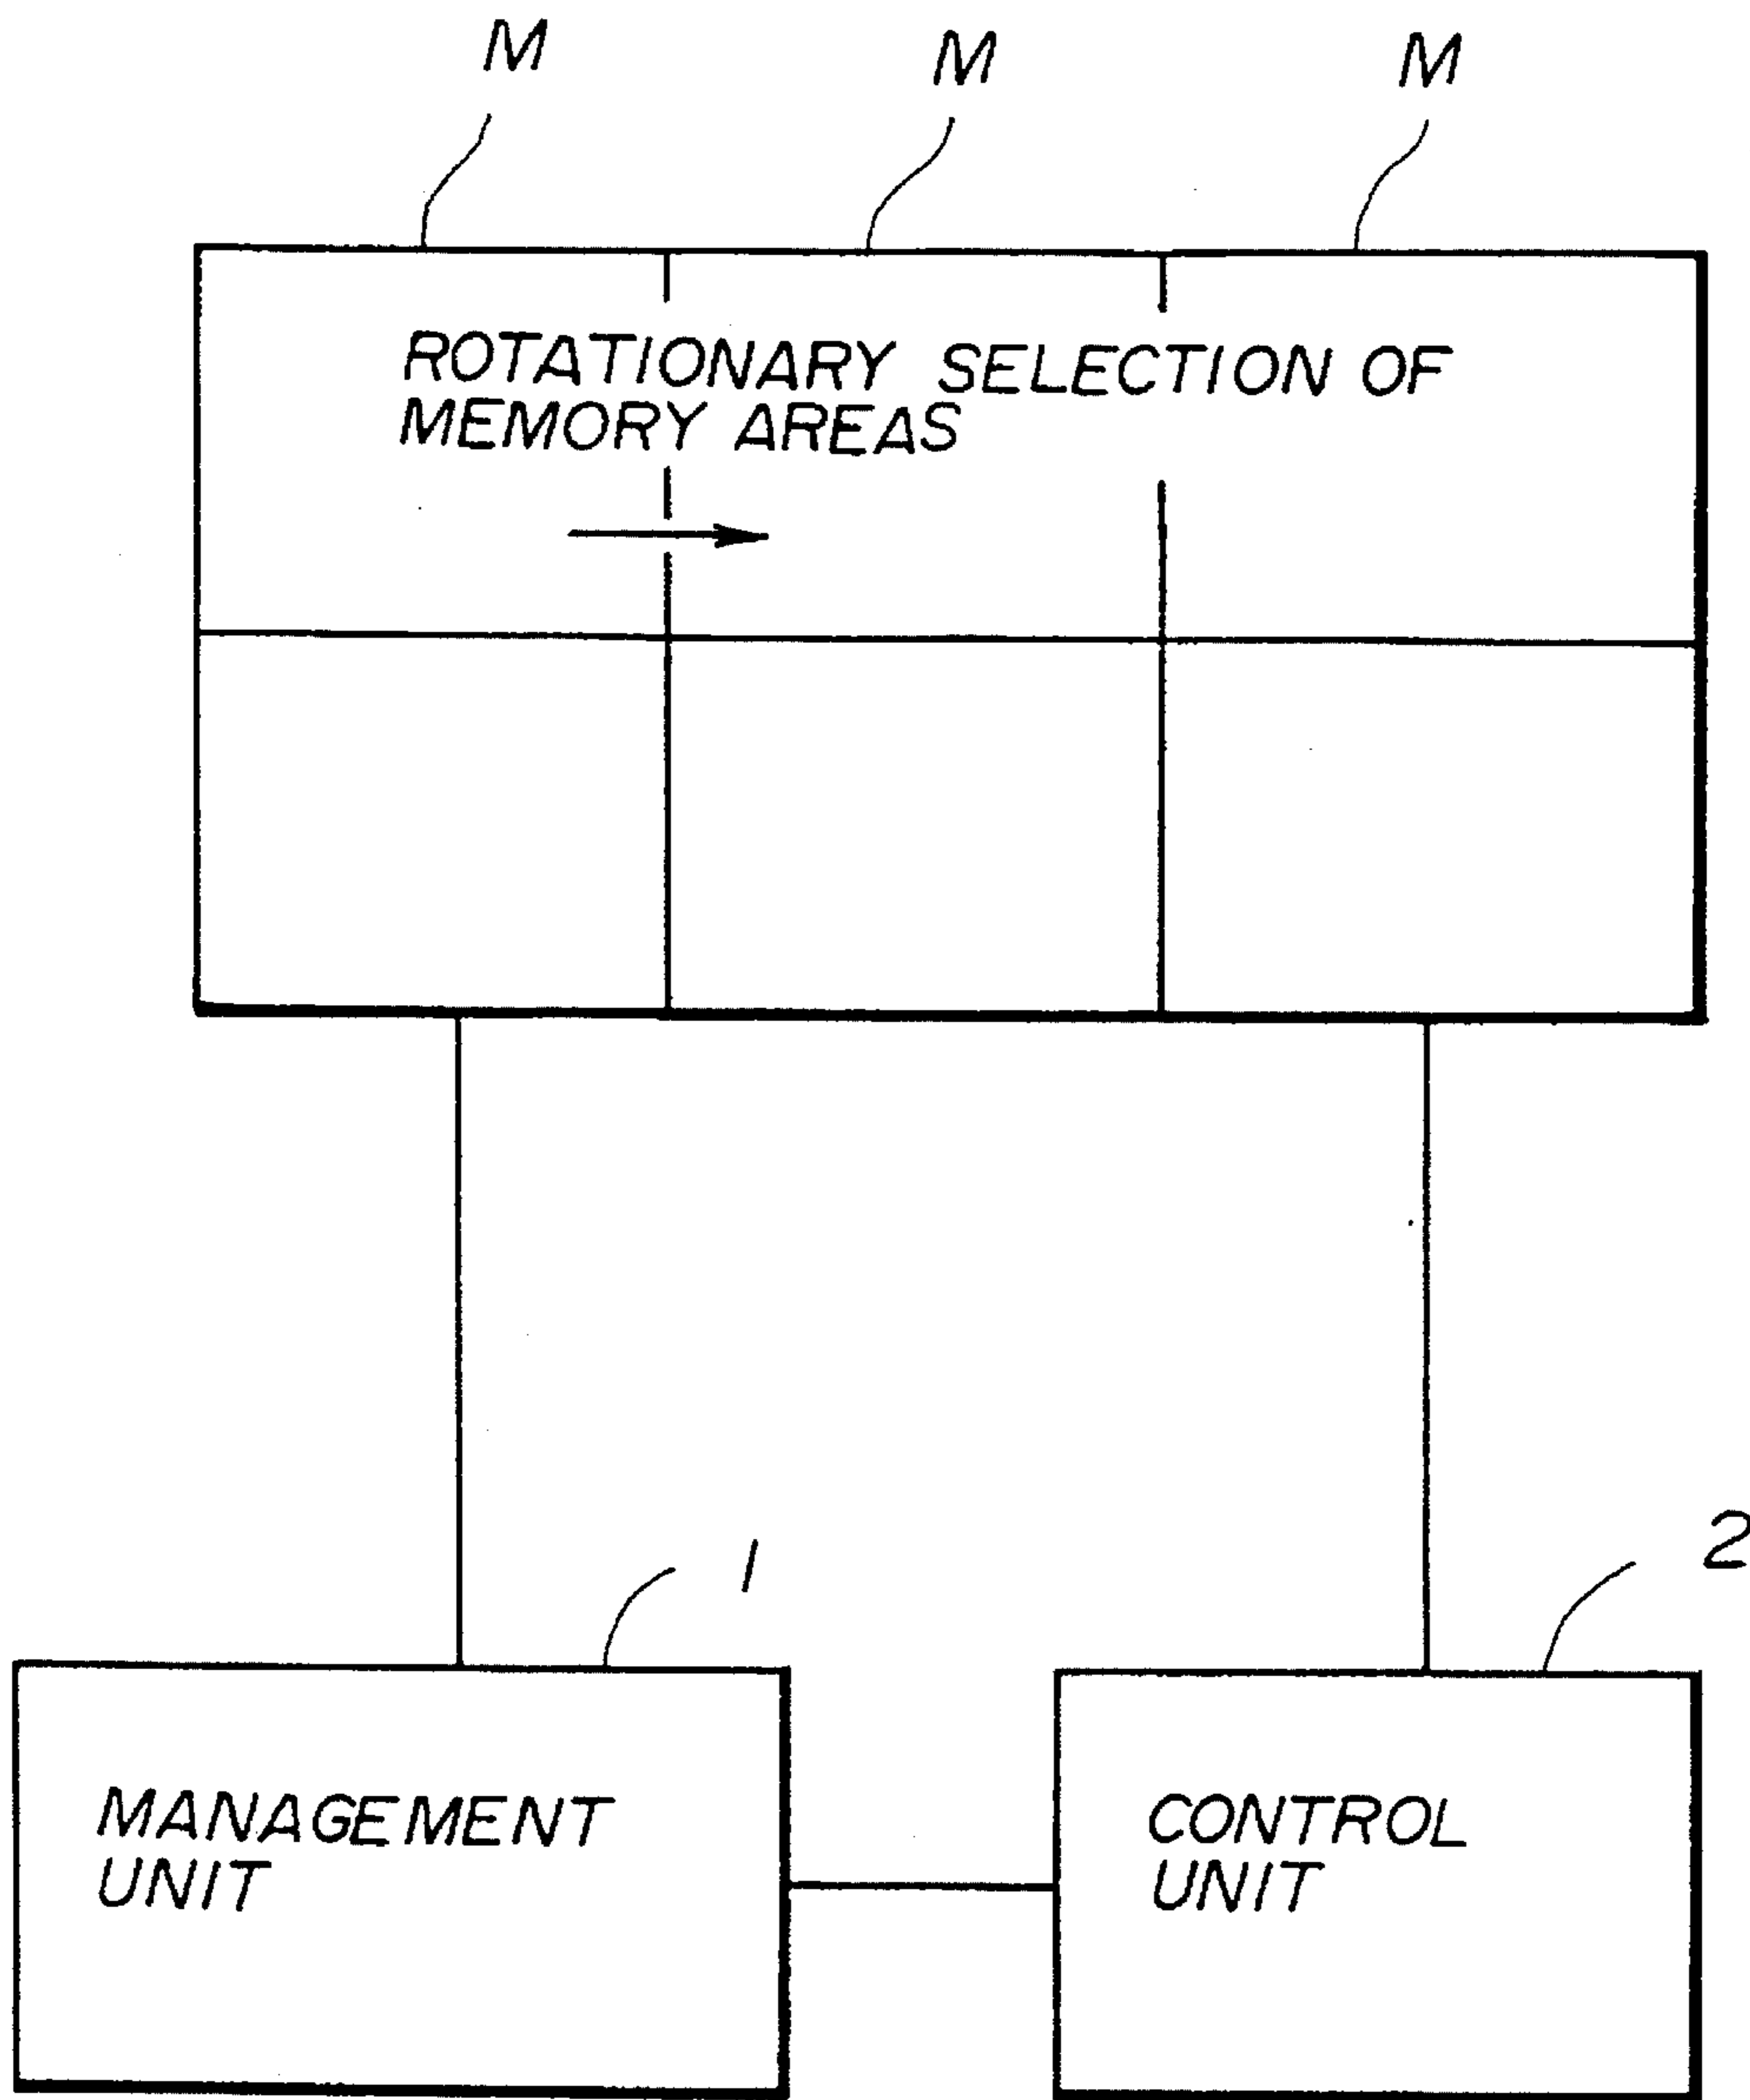 M M M
ROTATIONARY SELECTION OF
MEMORY AREAS
1 2
MANAGEMENT
UNIT
CONTROL
UNIT